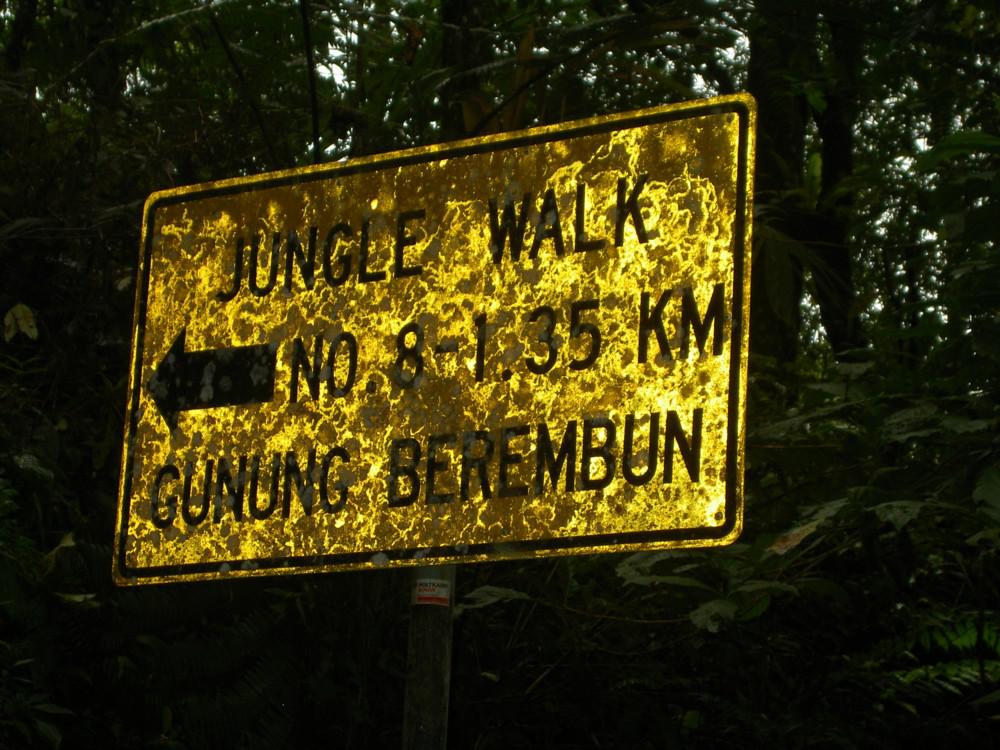 JUNGLE WALK
NO. 8-1.35 KM
GUNUNG BEREMBUN